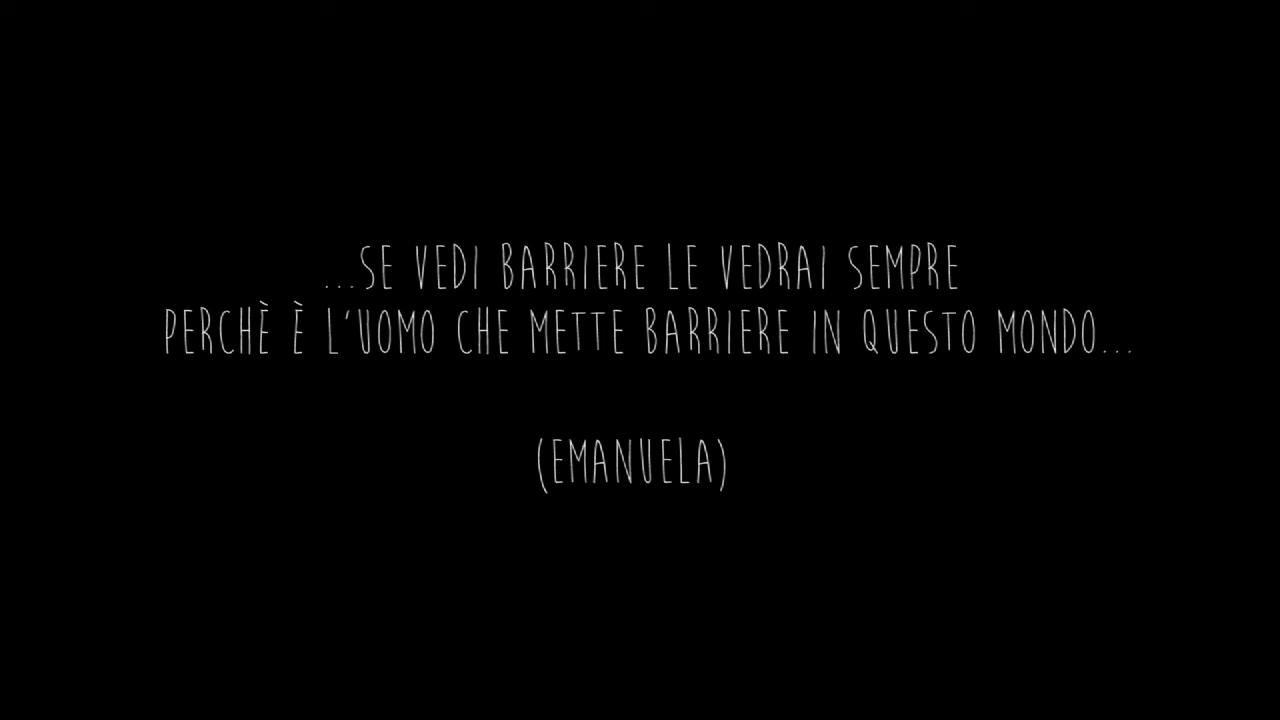 ...SE VEDI BARRIERE LE VEDRAI SEMPRE
PERCHÈ È L'UOMO CHE METTE BARRIERE IN QUESTO MONDO...
(EMANUELA)